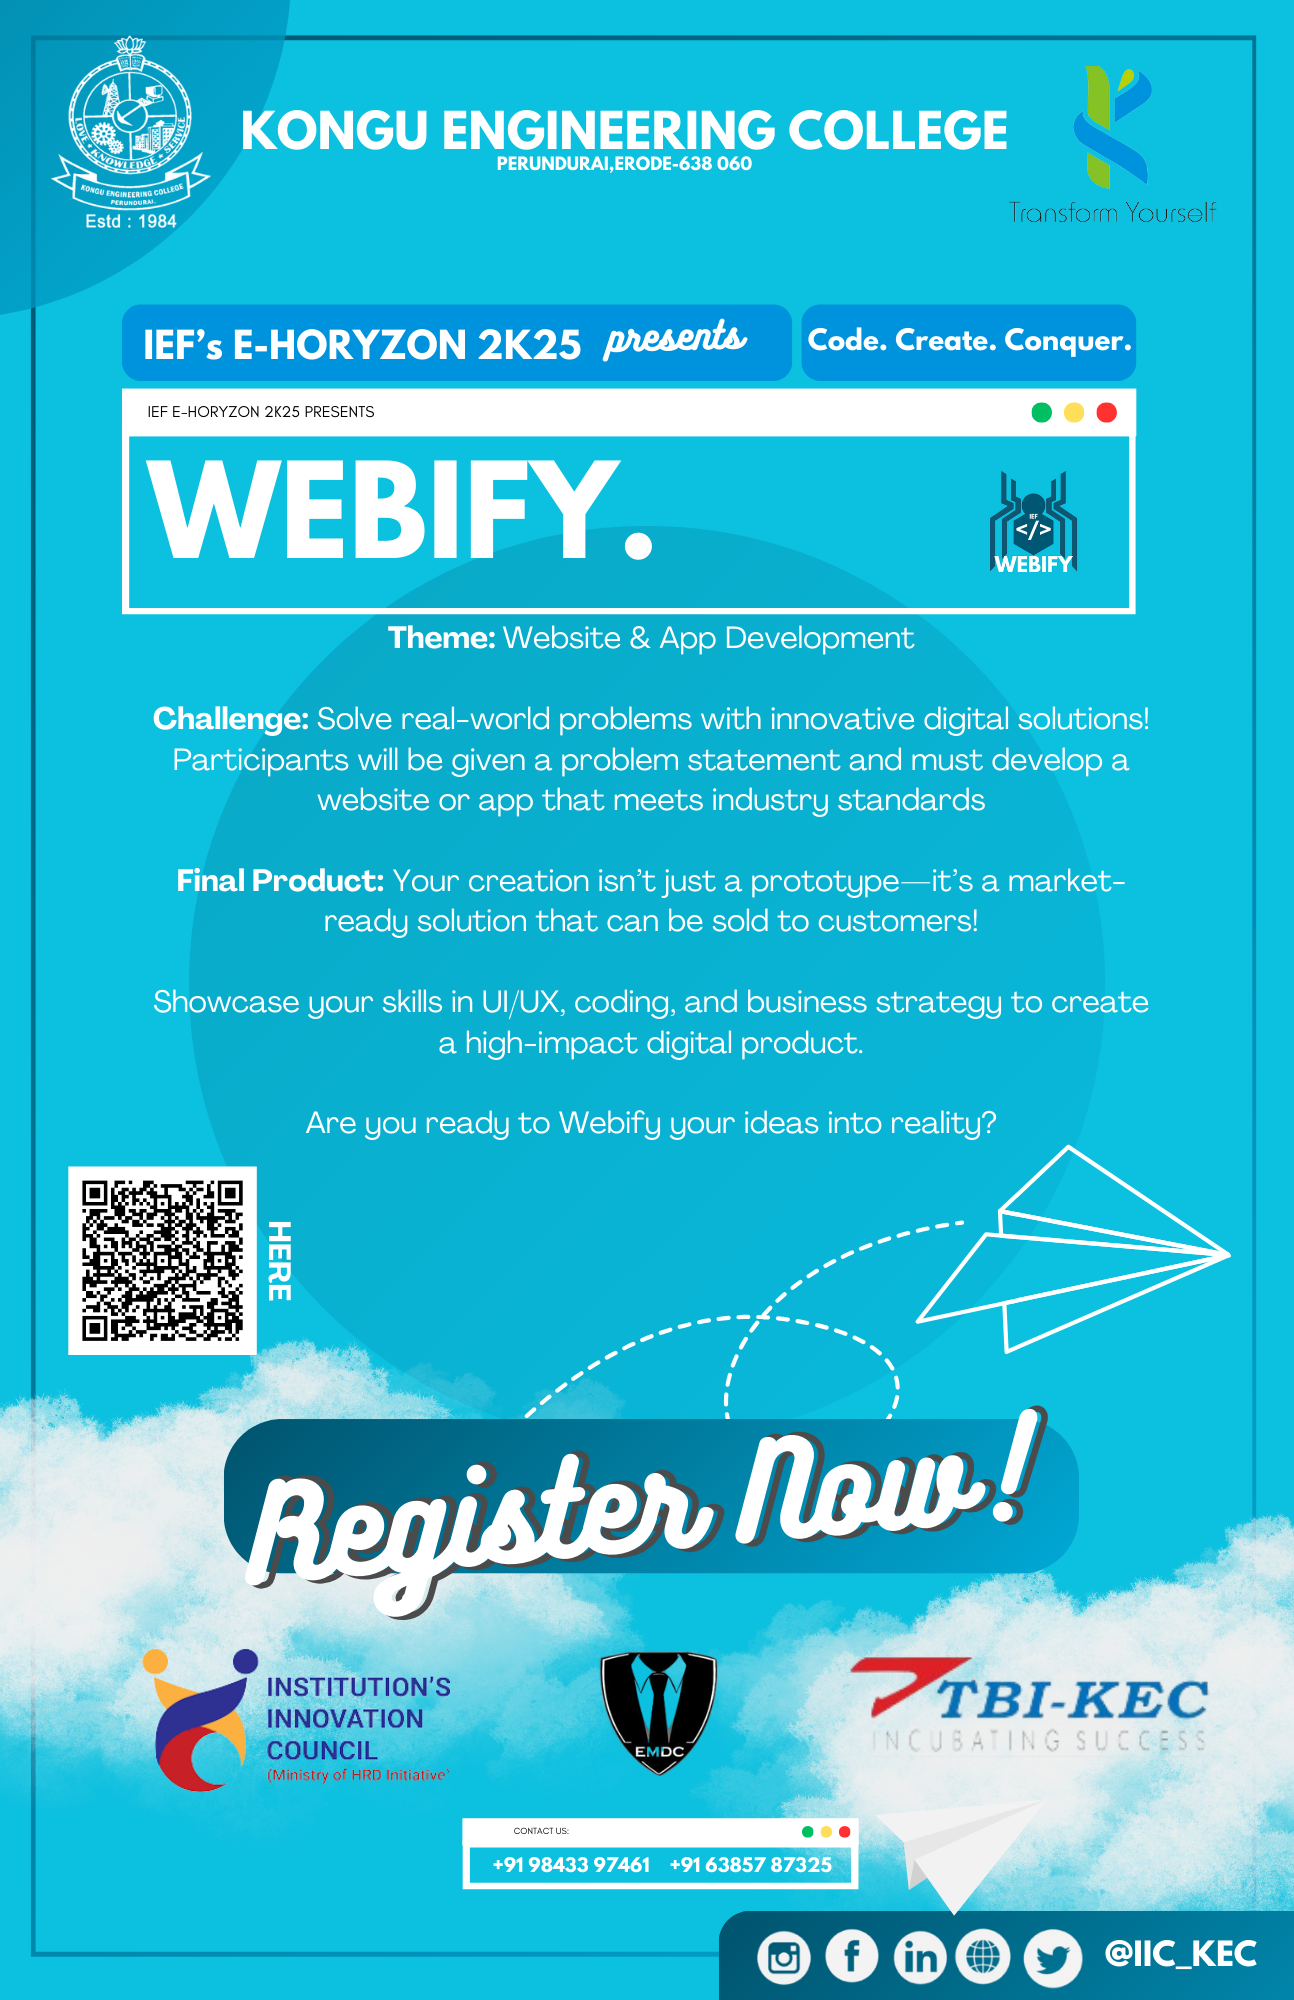 LOVE • KNOWLEDGE • SERVICE
KONGU ENGINEERING COLLEGE
PERUNDURAI.
Estd : 1984
KONGU ENGINEERING COLLEGE
PERUNDURAI,ERODE-638 060
Transform Yourself
IEF’s E-HORYZON 2K25 presents
Code. Create. Conquer.
IEF E-HORYZON 2K25 PRESENTS
WEBIFY.
IEF
</>
WEBIFY
Theme: Website & App Development
Challenge: Solve real-world problems with innovative digital solutions!
Participants will be given a problem statement and must develop a
website or app that meets industry standards
Final Product: Your creation isn’t just a prototype—it’s a market-
ready solution that can be sold to customers!
Showcase your skills in UI/UX, coding, and business strategy to create
a high-impact digital product.
Are you ready to Webify your ideas into reality?
HERE
Register Now!
INSTITUTION’S
INNOVATION
COUNCIL
(Ministry of HRD Initiative)
EMDC
TBI-KEC
INCUBATING SUCCESS
CONTACT US:
+91 98433 97461 +91 63857 87325
@IIC_KEC